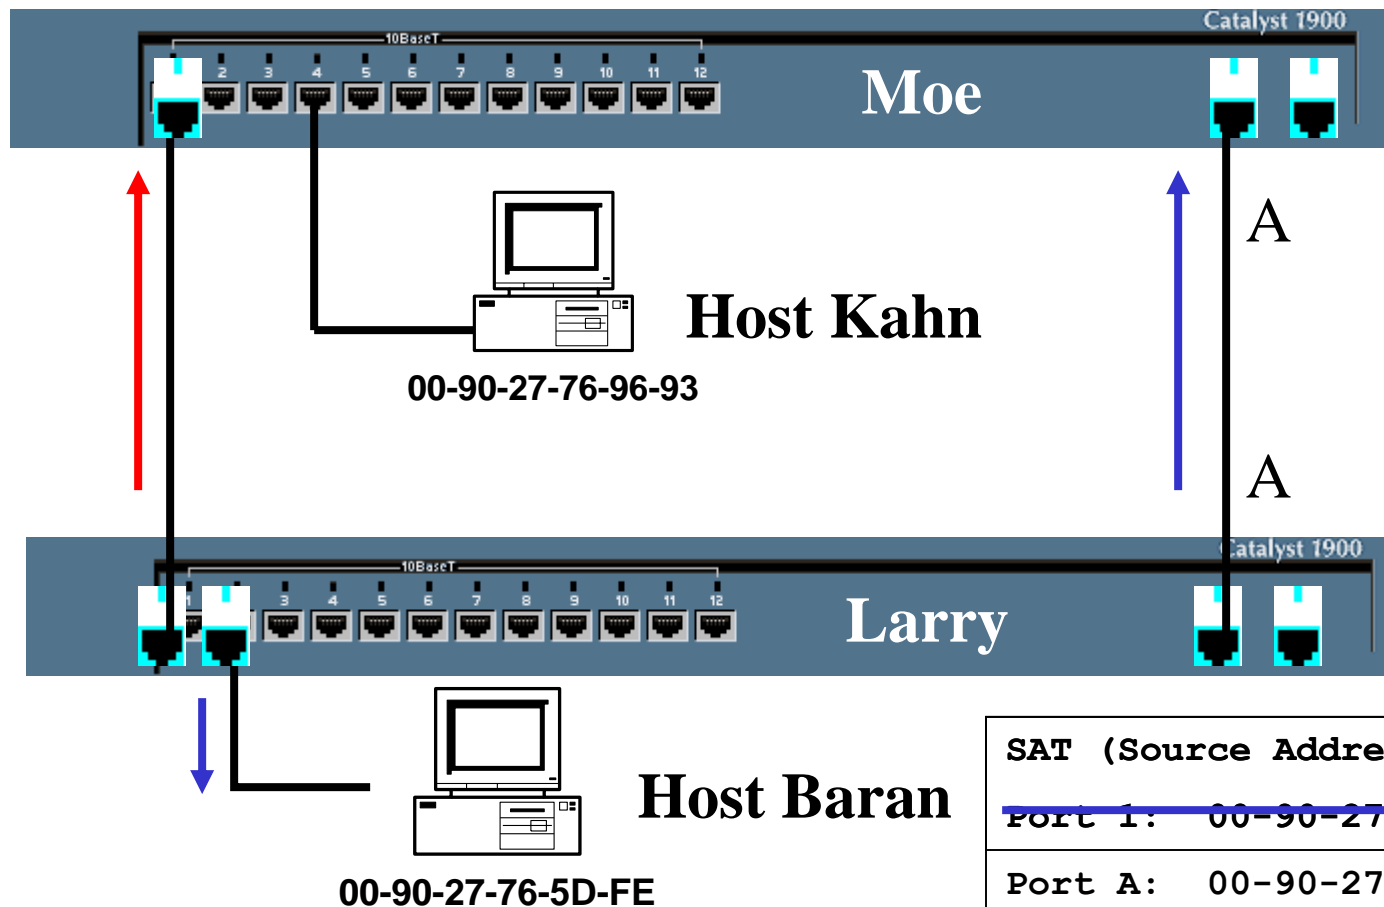 Catalyst 1900
10BaseT
2 3 4 5 6 7 8 9 10 11 12
Moe
A
Host Kahn
00-90-27-76-96-93
A
Catalyst 1900
10BaseT
1 3 4 5 6 7 8 9 10 11 12
Larry
Host Baran
00-90-27-76-5D-FE
SAT (Source Addre
Port 1: 00-90-27
Port A: 00-90-27